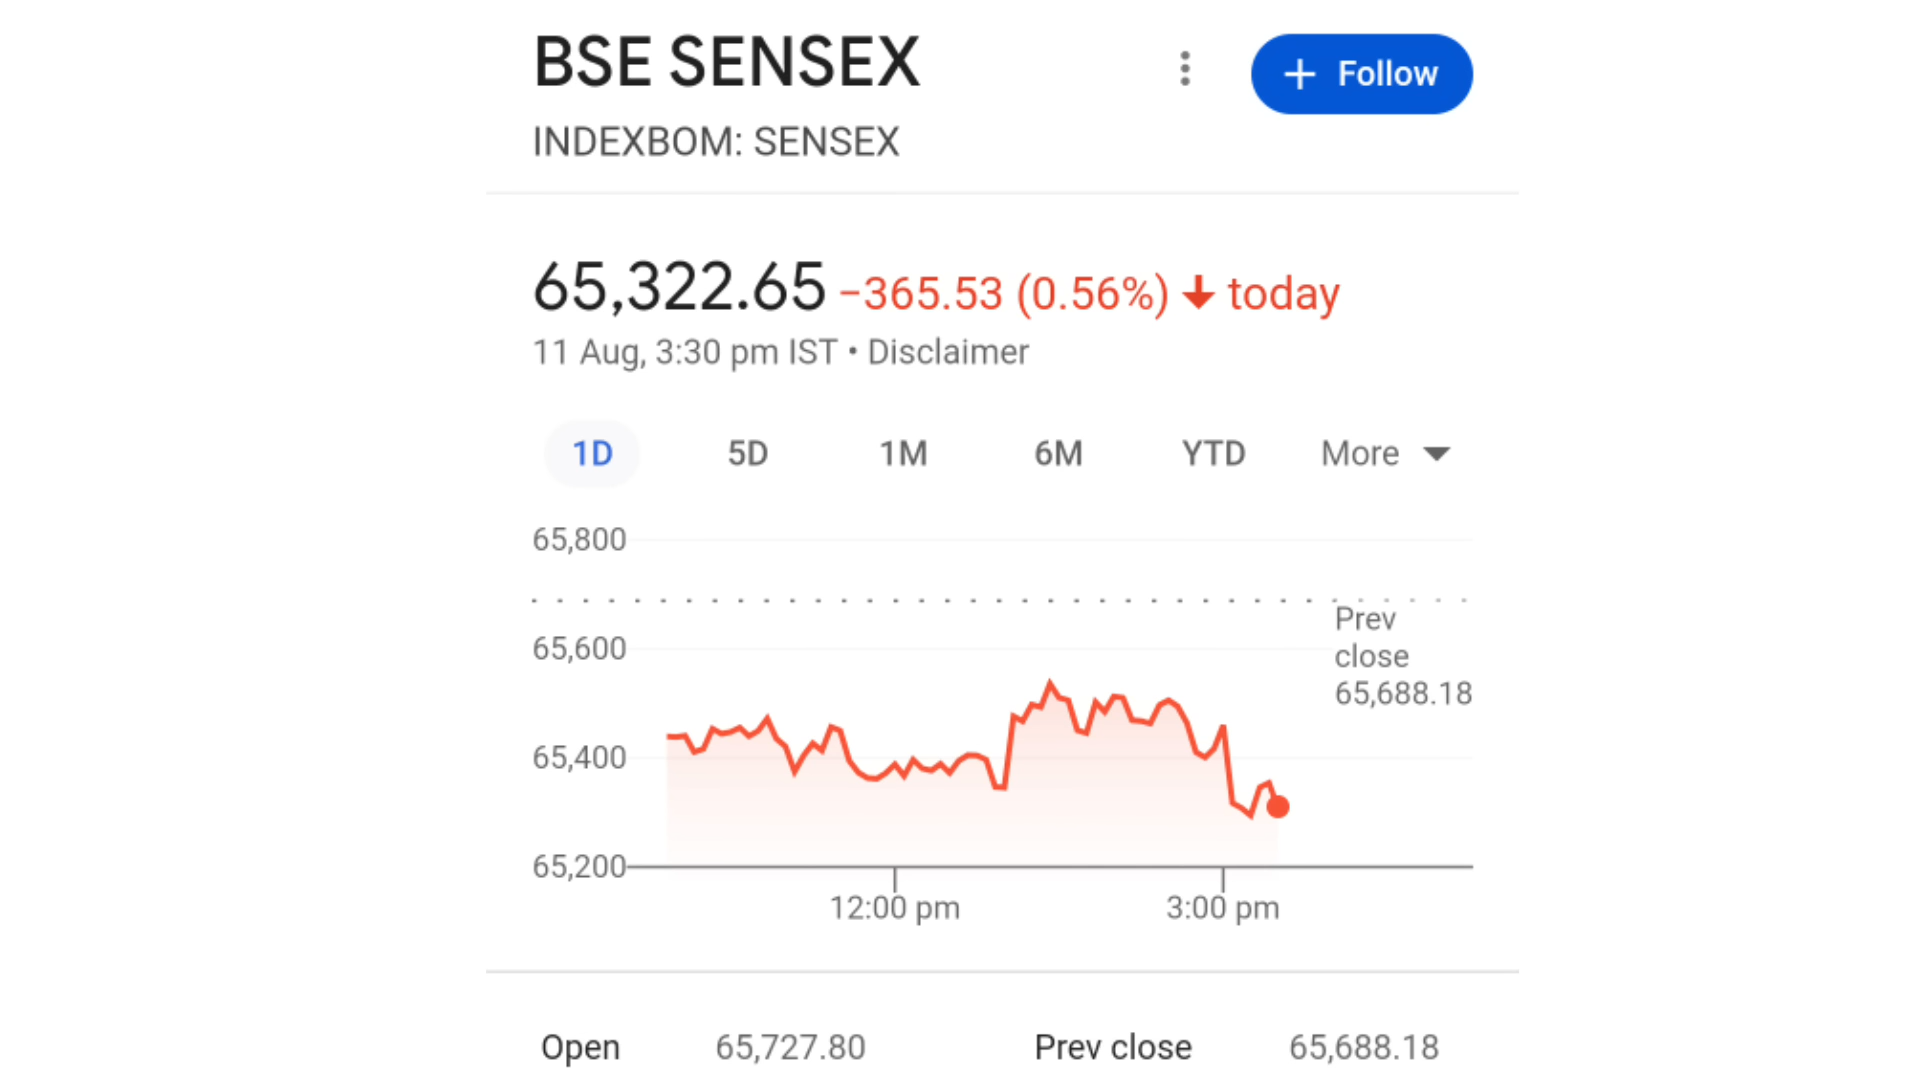 BSE SENSEX
+ Follow
INDEXBOM: SENSEX
65,322.65 −365.53 (0.56%) ↓ today
11 Aug, 3:30 pm IST • Disclaimer
1D 5D 1M 6M YTD More
65,800
Prev
close
65,688.18
65,600
65,400
65,200
12:00 pm 3:00 pm
Open 65,727.80 Prev close 65,688.18